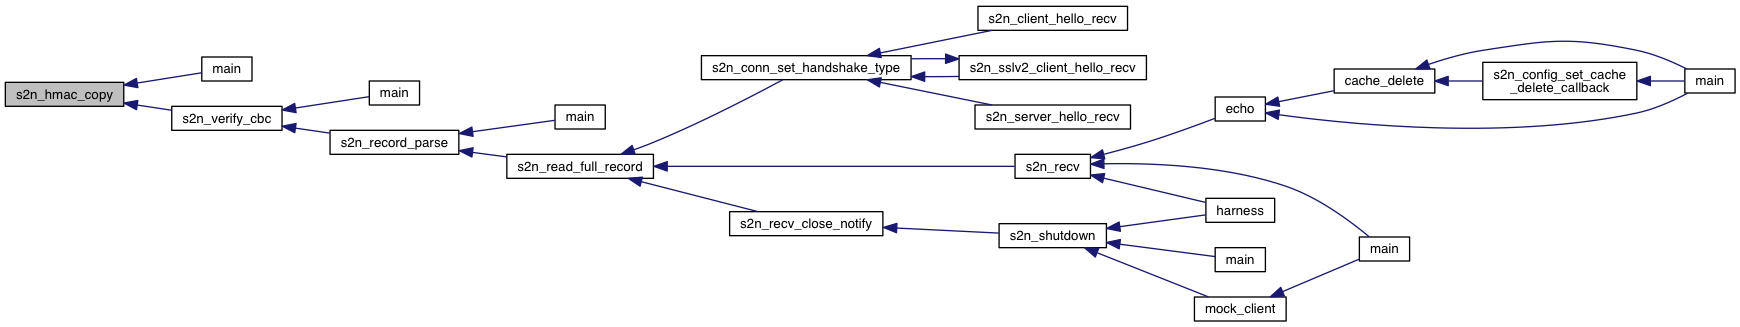 s2n_client_hello_recv
s2n_conn_set_handshake_type
s2n_sslv2_client_hello_recv
main
cache_delete
s2n_config_set_cache
_delete_callback
main
s2n_hmac_copy
main
s2n_verify_cbc
main
s2n_server_hello_recv
echo
s2n_record_parse
s2n_read_full_record
s2n_recv
harness
s2n_recv_close_notify
s2n_shutdown
main
main
mock_client